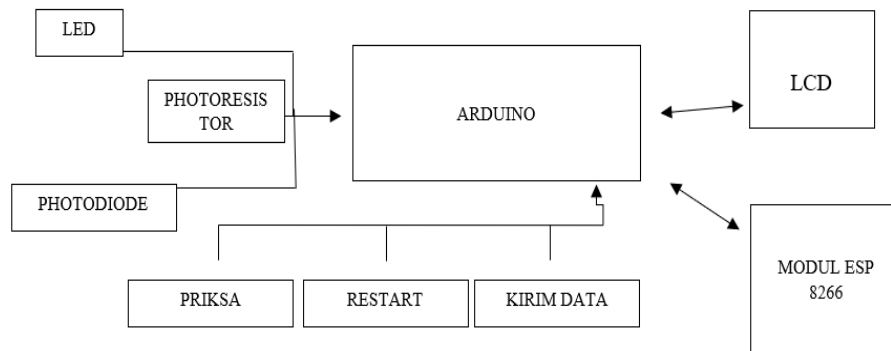 LED
PHOTORESIS
TOR
ARDUINO
LCD
PHOTODIODE
MODUL ESP
8266
PRIKSA
RESTART
KIRIM DATA